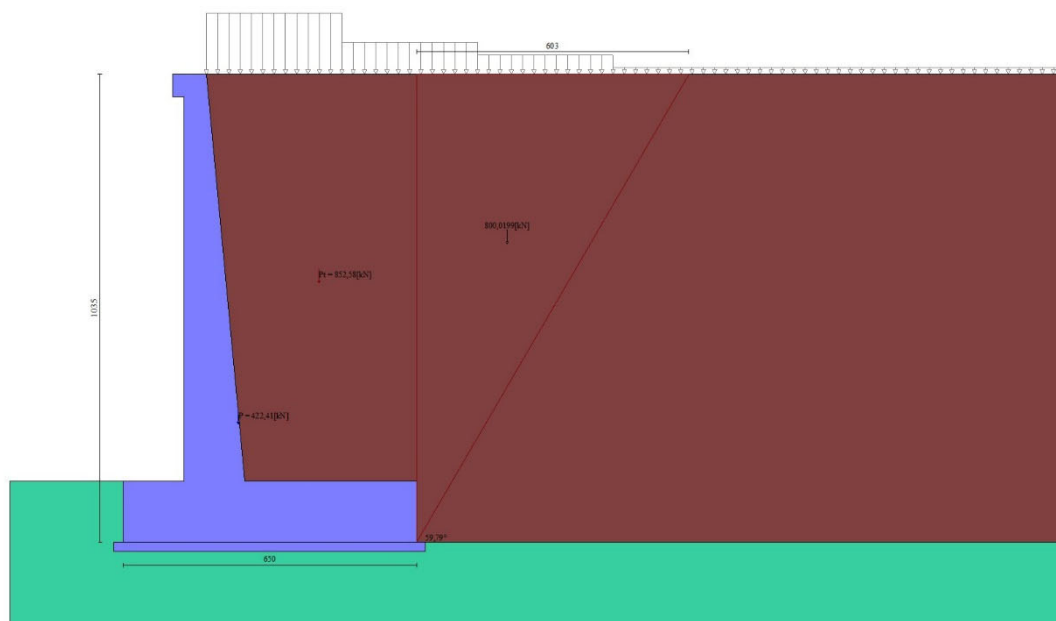 603
1035
800,0199[kN]
Pt = 852,58[kN]
P = 422,41[kN]
59,79°
650